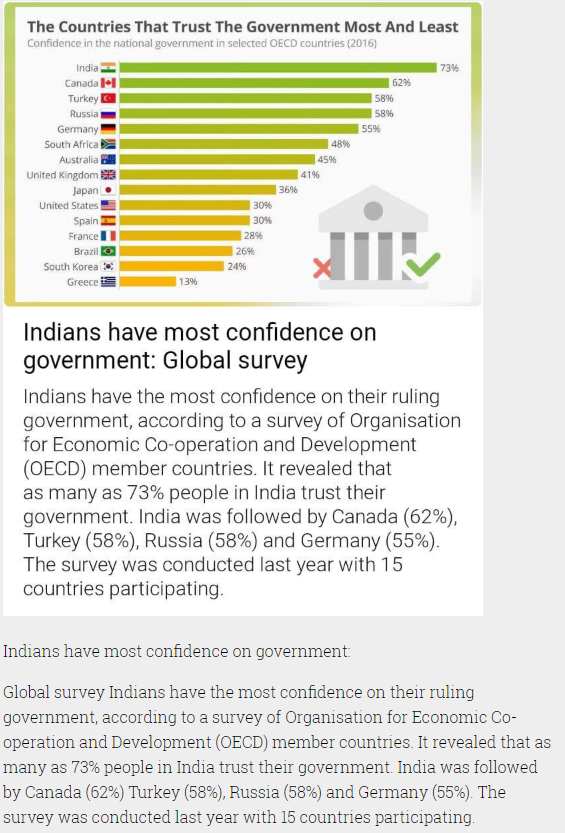 The Countries That Trust The Government Most And Least
Confidence in the national government in selected OECD countries (2016)
India 73%
Canada 62%
Turkey 58%
Russia 58%
Germany 55%
South Africa 48%
Australia 45%
United Kingdom 41%
Japan 36%
United States 30%
Spain 30%
France 28%
Brazil 26%
South Korea 24%
Greece 13%
Indians have most confidence on
government: Global survey
Indians have the most confidence on their ruling
government, according to a survey of Organisation
for Economic Co-operation and Development
(OECD) member countries. It revealed that
as many as 73% people in India trust their
government. India was followed by Canada (62%),
Turkey (58%), Russia (58%) and Germany (55%).
The survey was conducted last year with 15
countries participating.
Indians have most confidence on government:
Global survey Indians have the most confidence on their ruling
government, according to a survey of Organisation for Economic Co-
operation and Development (OECD) member countries. It revealed that as
many as 73% people in India trust their government. India was followed
by Canada (62%) Turkey (58%), Russia (58%) and Germany (55%). The
survey was conducted last year with 15 countries participating.